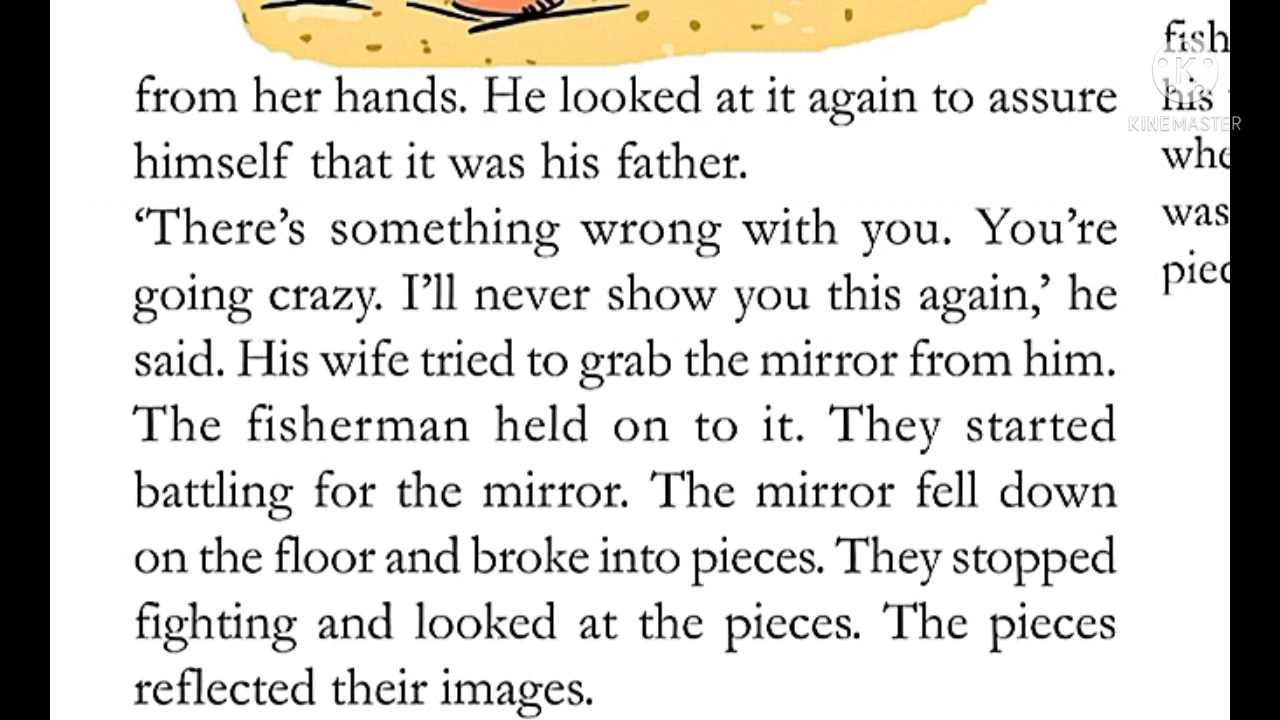 from her hands. He looked at it again to assure
himself that it was his father.
‘There’s something wrong with you. You’re
going crazy. I’ll never show you this again,’ he
said. His wife tried to grab the mirror from him.
The fisherman held on to it. They started
battling for the mirror. The mirror fell down
on the floor and broke into pieces. They stopped
fighting and looked at the pieces. The pieces
reflected their images.
his
was
K
KINEMASTER